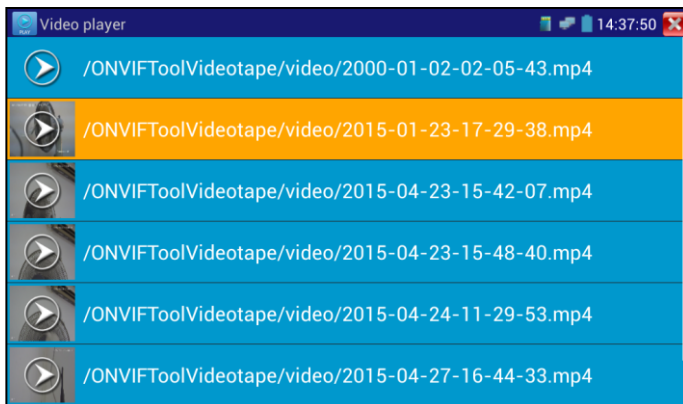 PLAY
Video player
14:37:50
/ONVIFToolVideotape/video/2000-01-02-02-05-43.mp4
/ONVIFToolVideotape/video/2015-01-23-17-29-38.mp4
/ONVIFToolVideotape/video/2015-04-23-15-42-07.mp4
/ONVIFToolVideotape/video/2015-04-23-15-48-40.mp4
/ONVIFToolVideotape/video/2015-04-24-11-29-53.mp4
/ONVIFToolVideotape/video/2015-04-27-16-44-33.mp4